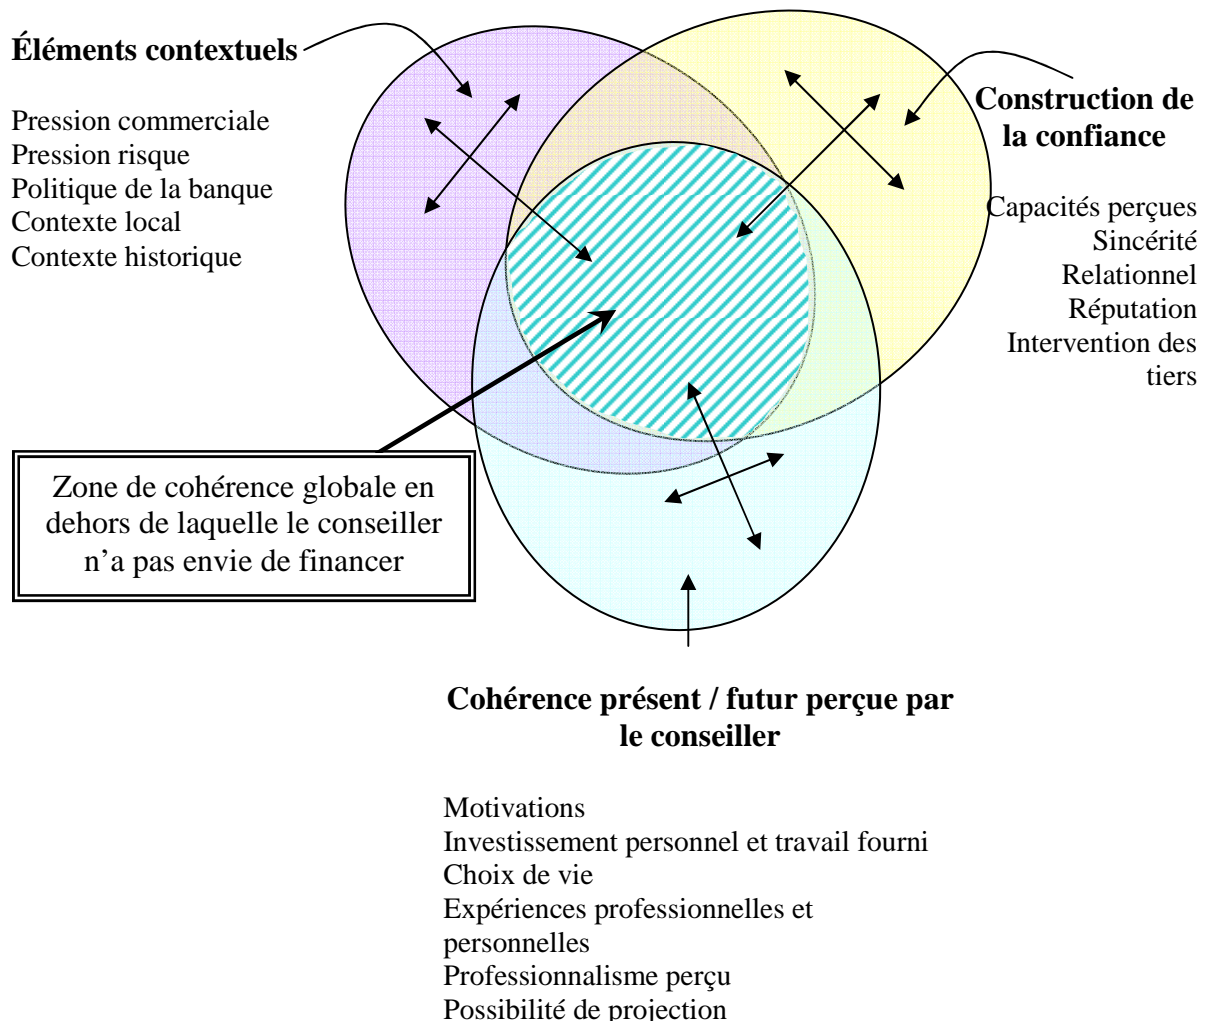 Éléments contextuels
Pression commerciale
Pression risque
Politique de la banque
Contexte local
Contexte historique
Construction de
la confiance
Capacités perçues
Sincérité
Relationnel
Réputation
Intervention des
tiers
Zone de cohérence globale en
dehors de laquelle le conseiller
n'a pas envie de financer
Cohérence présent / futur perçue par
le conseiller
Motivations
Investissement personnel et travail fourni
Choix de vie
Expériences professionnelles et
personnelles
Professionnalisme perçu
Possibilité de projection